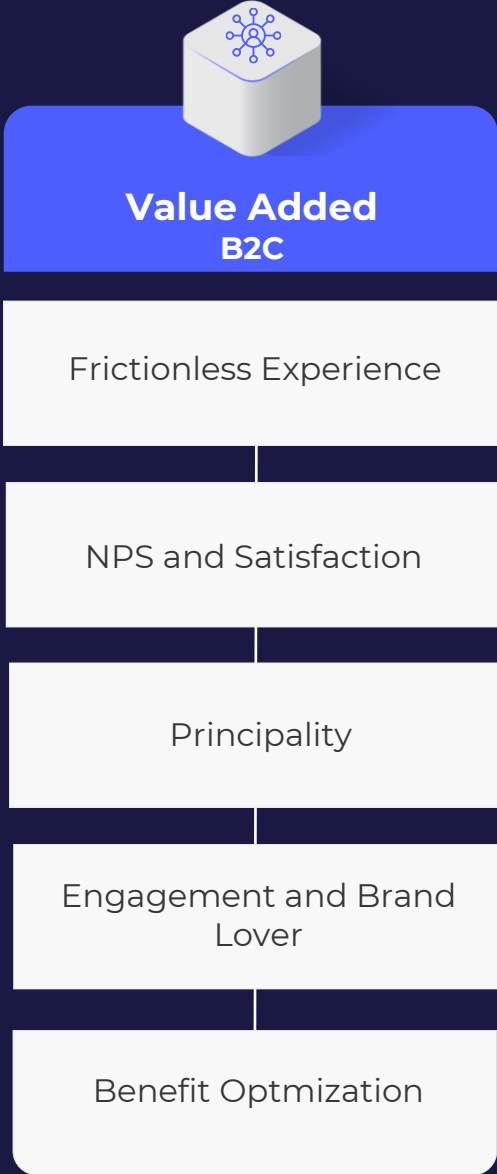 Value Added
B2C
Frictionless Experience
NPS and Satisfaction
Principality
Engagement and Brand
Lover
Benefit Optmization